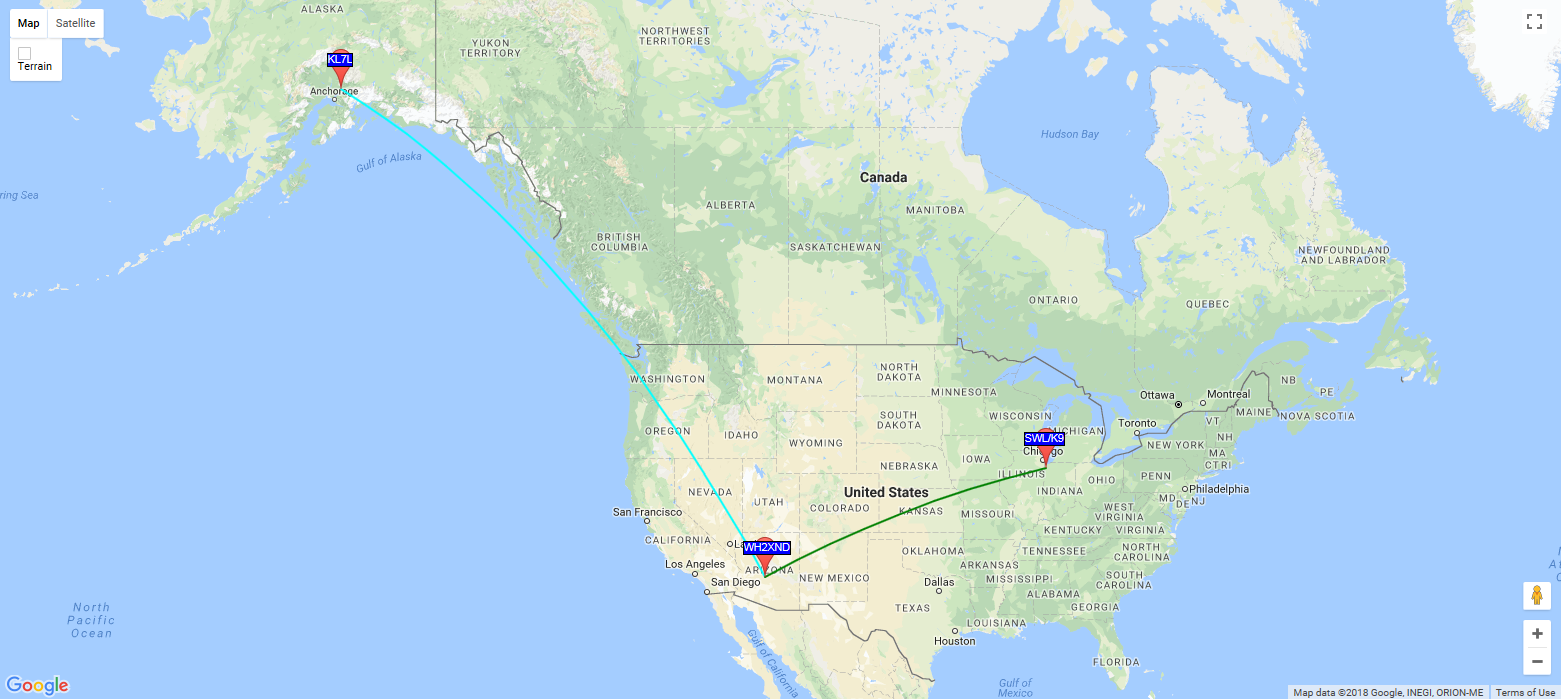 Map
Satellite
Terrain
ALASKA
YUKON
TERRITORY
NORTHWEST
TERRITORIES
KL7L
Anchorage
Gulf of Alaska
Hudson Bay
Canada
ring Sea
ALBERTA
MANITOBA
BRITISH
COLUMBIA
SASKATCHEWAN
NEWFOUNDLAND
AND LABRADOR
ONTARIO
QUEBEC
WASHINGTON
MONTANA
NORTH
DAKOTA
MINNESOTA
Ottawa
Montreal
NB
PE
MAINE
NOVA SCOTIA
SOUTH
DAKOTA
WISCONSIN
MICHIGAN
Toronto
VT
NH
OREGON
IDAHO
WYOMING
SWL/K9
Chicago
NEW YORK
MA
CT
RI
IOWA
NEBRASKA
ILLINOIS
INDIANA
OHIO
PENN
Philadelphia
MD
DE
NJ
NEVADA
UTAH
United States
COLORADO
KANSAS
MISSOURI
WEST
VIRGINIA
San Francisco
KENTUCKY
VIRGINIA
CALIFORNIA
WH2XND
OKLAHOMA
TENNESSEE
NORTH
CAROLINA
Los Angeles
ARIZONA
NEW MEXICO
ARKANSAS
San Diego
Dallas
MISSISSIPPI
SOUTH
CAROLINA
ALABAMA
TEXAS
GEORGIA
North
Pacific
Ocean
LOUISIANA
Houston
Gulf of California
FLORIDA
Gulf of
Mexico
Google
Map data ©2018 Google, INEGI, ORION-ME
Terms of Use